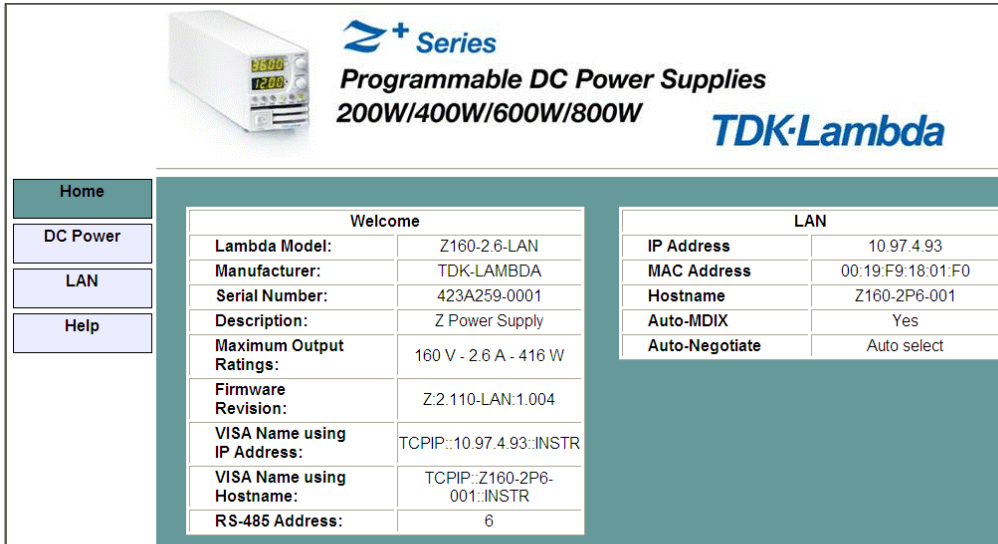 Z+ Series
Programmable DC Power Supplies
200W/400W/600W/800W
TDK·Lambda
36.00
12.00
Home
DC Power
LAN
Help
Welcome
Lambda Model: Z160-2.6-LAN
Manufacturer: TDK-LAMBDA
Serial Number: 423A259-0001
Description: Z Power Supply
Maximum Output
Ratings: 160 V - 2.6 A - 416 W
Firmware
Revision: Z:2.110-LAN:1.004
VISA Name using
IP Address: TCPIP::10.97.4.93::INSTR
VISA Name using
Hostname: TCPIP::Z160-2P6-
001::INSTR
RS-485 Address: 6
LAN
IP Address 10.97.4.93
MAC Address 00:19:F9:18:01:F0
Hostname Z160-2P6-001
Auto-MDIX Yes
Auto-Negotiate Auto select